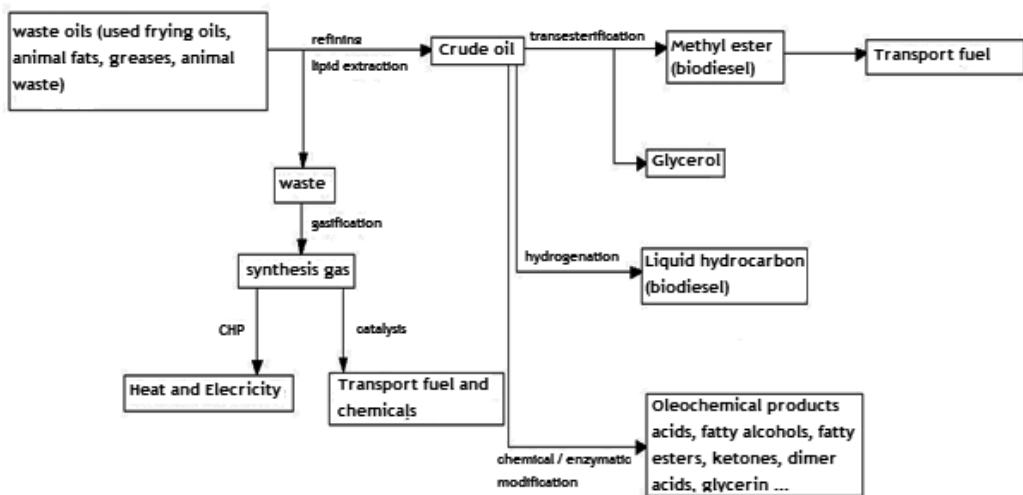 waste oils (used frying oils,
animal fats, greases, animal
waste)
refining
lipid extraction
Crude oil
transesterification
Methyl ester
(biodiesel)
Transport fuel
Glycerol
waste
gasification
synthesis gas
hydrogenation
Liquid hydrocarbon
(biodiesel)
CHP
catalysis
Heat and Elecricity
Transport fuel and
chemicals
Oleochemical products
acids, fatty alcohols, fatty
esters, ketones, dimer
acids, glycerin ...
chemical / enzymatic
modification